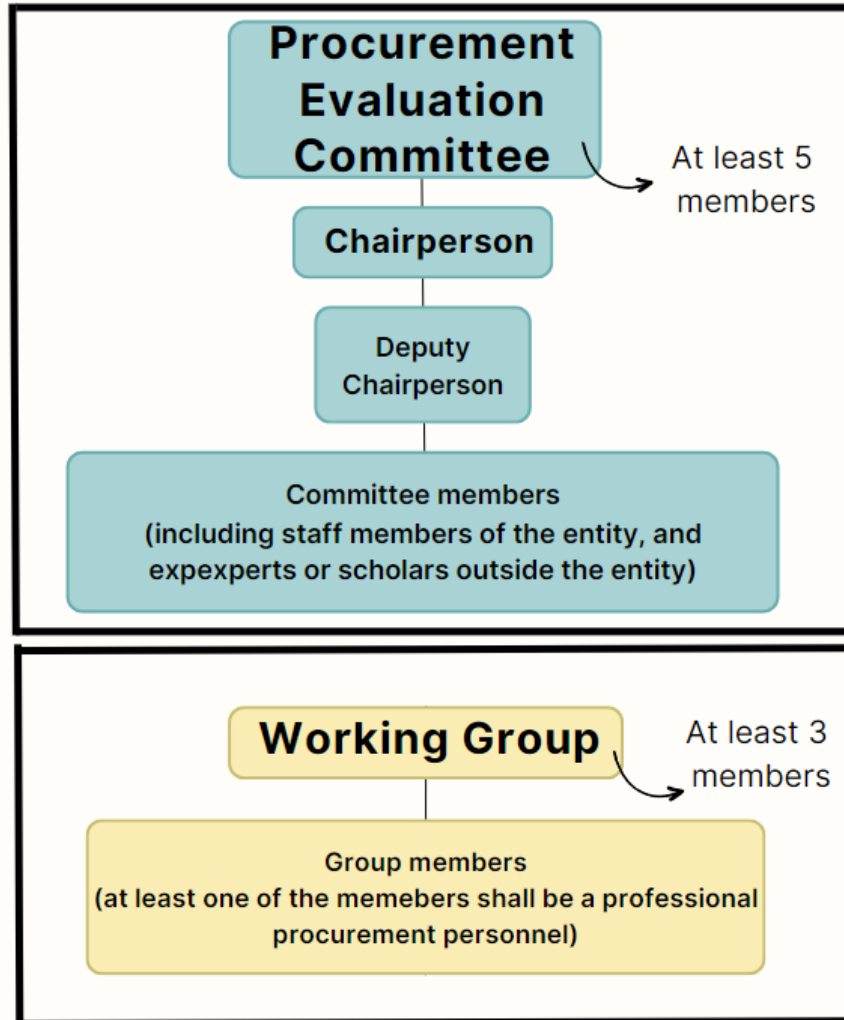 Procurement
Evaluation
Committee
At least 5
members
Chairperson
Deputy
Chairperson
Committee members
(including staff members of the entity, and
expexperts or scholars outside the entity)
Working Group
At least 3
members
Group members
(at least one of the memebers shall be a professional
procurement personnel)